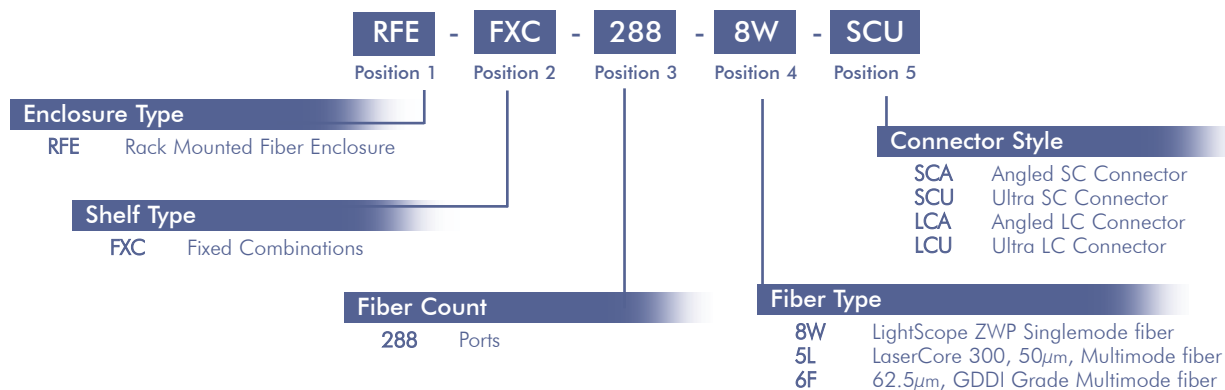 RFE - FXC - 288 - 8W - SCU
Position 1 Position 2 Position 3 Position 4 Position 5
Enclosure Type
RFE Rack Mounted Fiber Enclosure
Shelf Type
FXC Fixed Combinations
Fiber Count
288 Ports
Connector Style
SCA Angled SC Connector
SCU Ultra SC Connector
LCA Angled LC Connector
LCU Ultra LC Connector
Fiber Type
8W LightScope ZWP Singlemode fiber
5L LaserCore 300, 50µm, Multimode fiber
6F 62.5µm, GDDI Grade Multimode fiber